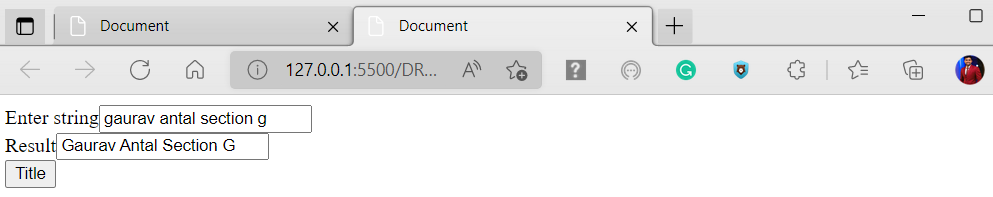 Document Document
127.0.0.1:5500/DR...
Enter string gaurav antal section g
Result Gaurav Antal Section G
Title